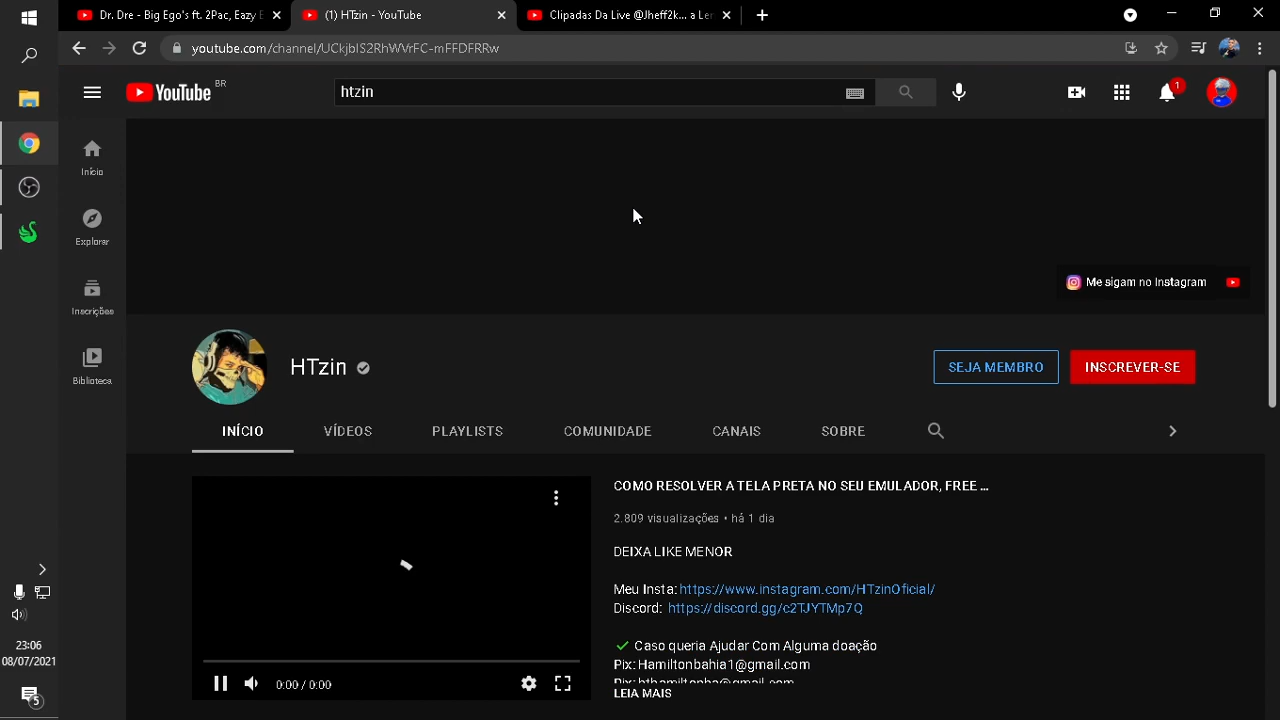 Dr. Dre - Big Ego's ft. 2Pac, Eazy E
(1) HTzin - YouTube
Clipadas Da Live @Jheff2k... a Ler
youtube.com/channel/UCkjblS2RhWVrFC-mFFDFRRw
YouTube BR
htzin
1
Início
Explorar
Inscrições
Biblioteca
Me sigam no Instagram
HTzin
SEJA MEMBRO
INSCREVER-SE
INÍCIO
VÍDEOS
PLAYLISTS
COMUNIDADE
CANAIS
SOBRE
COMO RESOLVER A TELA PRETA NO SEU EMULADOR, FREE ...
2.809 visualizações • há 1 dia
DEIXA LIKE MENOR
Meu Insta: https://www.instagram.com/HTzinOficial/
Discord: https://discord.gg/c2TJYTMp7Q
Caso queria Ajudar Com Alguma doação
Pix: Hamiltonbahia1@gmail.com
LEIA MAIS
0:00 / 0:00
23:06
08/07/2021
5